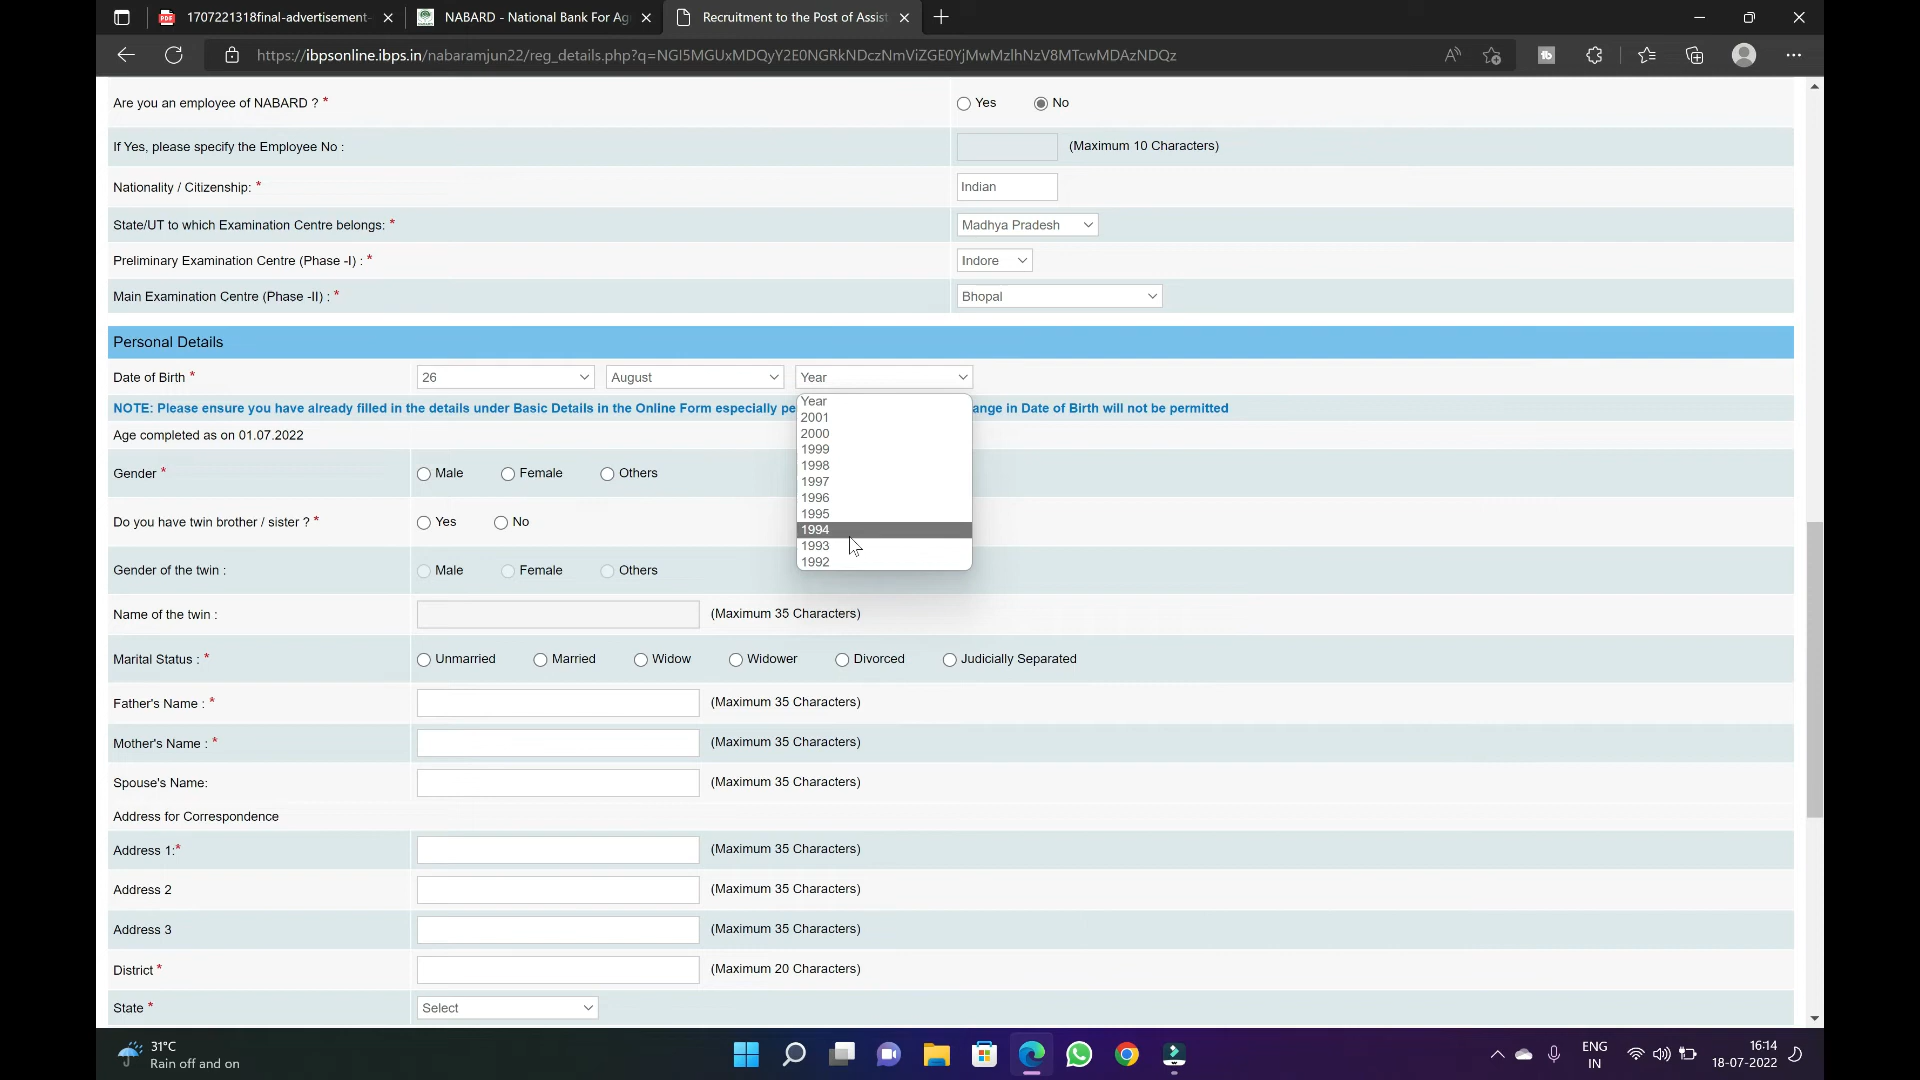 1707221318final-advertisement-
NABARD - National Bank For Ag
Recruitment to the Post of Assist
https://ibpsonline.ibps.in/nabaramjun22/reg_details.php?q=NGI5MGUxMDQyY2E0NGRkNDczNmViZGE0YjMwMzlhNzV8MTcwMDAzNDQz
Are you an employee of NABARD ? * Yes No
If Yes, please specify the Employee No : (Maximum 10 Characters)
Nationality / Citizenship: * Indian
State/UT to which Examination Centre belongs: * Madhya Pradesh
Preliminary Examination Centre (Phase -I) : * Indore
Main Examination Centre (Phase -II) : * Bhopal
Personal Details
Date of Birth * 26 August Year
Year
NOTE: Please ensure you have already filled in the details under Basic Details in the Online Form especially pe ange in Date of Birth will not be permitted
2001
2000
Age completed as on 01.07.2022
1999
1998
Gender * Male Female Others
1997
1996
1995
Do you have twin brother / sister ? * Yes No
1994
1993
1992
Gender of the twin : Male Female Others
Name of the twin : (Maximum 35 Characters)
Marital Status : * Unmarried Married Widow Widower Divorced Judicially Separated
Father's Name : * (Maximum 35 Characters)
Mother's Name : * (Maximum 35 Characters)
Spouse's Name: (Maximum 35 Characters)
Address for Correspondence
Address 1:* (Maximum 35 Characters)
Address 2 (Maximum 35 Characters)
Address 3 (Maximum 35 Characters)
District * (Maximum 20 Characters)
State * Select
31°C
Rain off and on
ENG
IN
16:14
18-07-2022